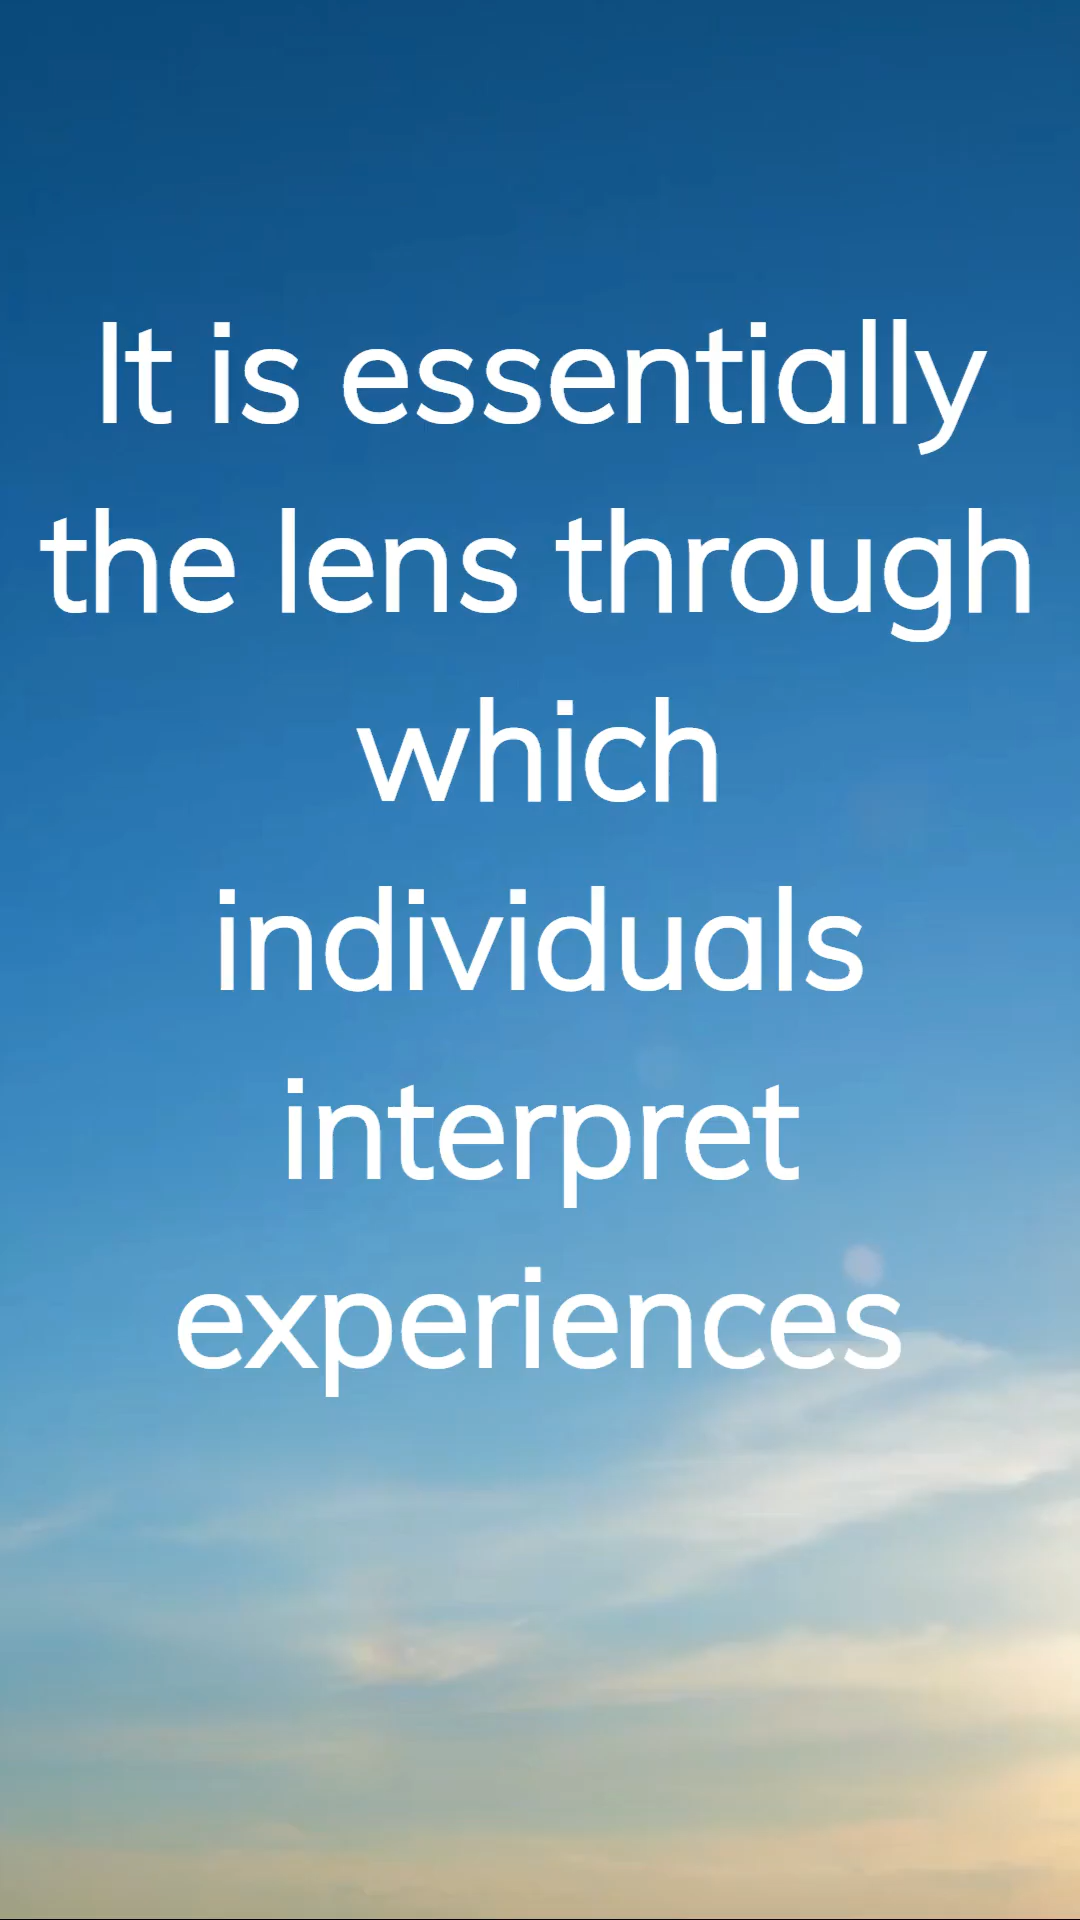 It is essentially
the lens through
which
individuals
interpret
experiences